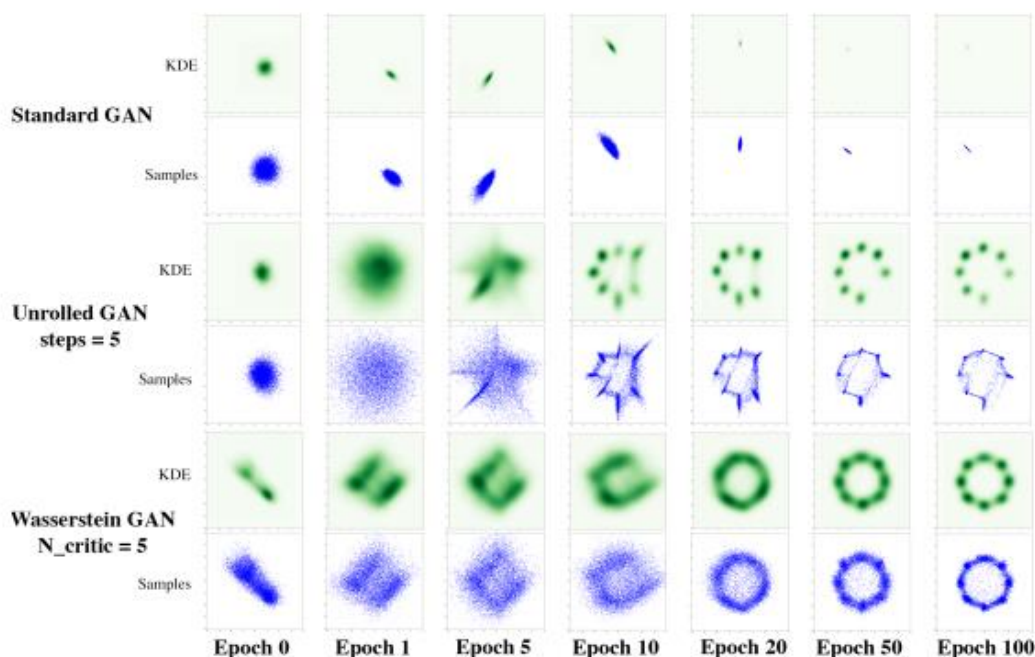 KDE
Standard GAN
Samples
KDE
Unrolled GAN
steps = 5
Samples
KDE
Wasserstein GAN
N_critic = 5
Samples
Epoch 0 Epoch 1 Epoch 5 Epoch 10 Epoch 20 Epoch 50 Epoch 100